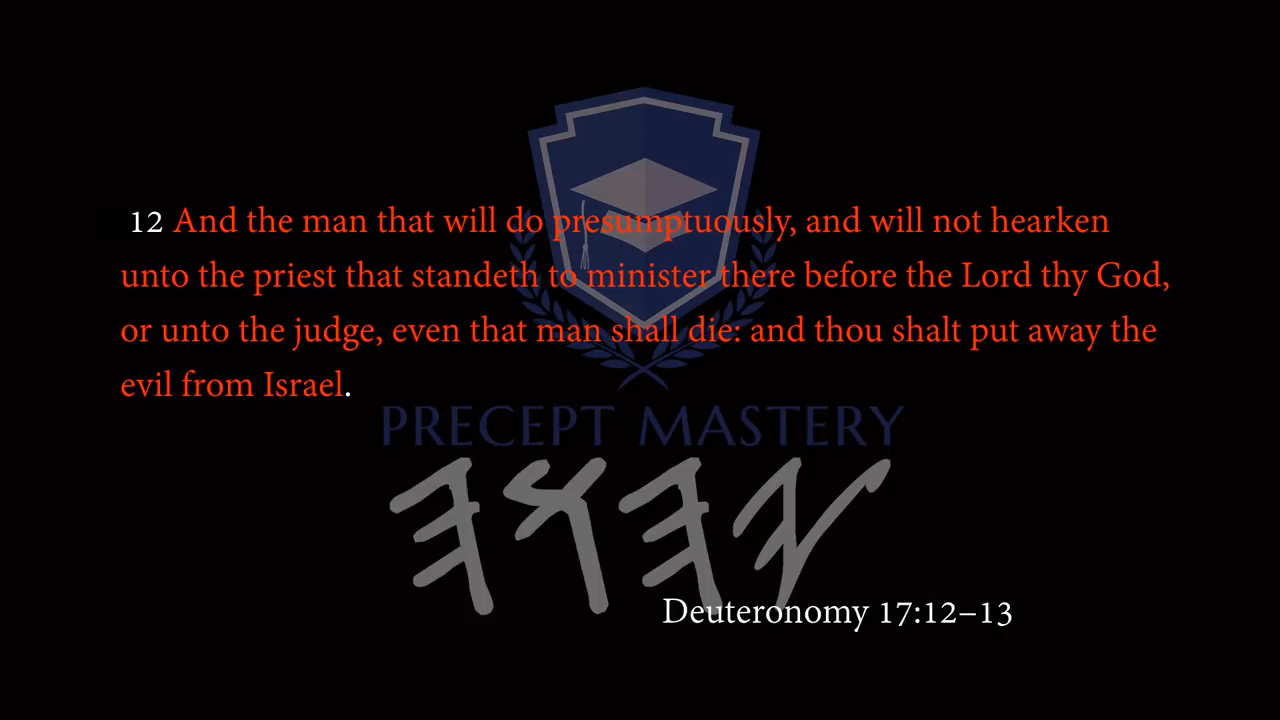 12 And the man that will do presumptuously, and will not hearken
unto the priest that standeth to minister there before the Lord thy God,
or unto the judge, even that man shall die: and thou shalt put away the
evil from Israel.
PRECEPT MASTERY
𐤉𐤄𐤅𐤄
Deuteronomy 17:12–13